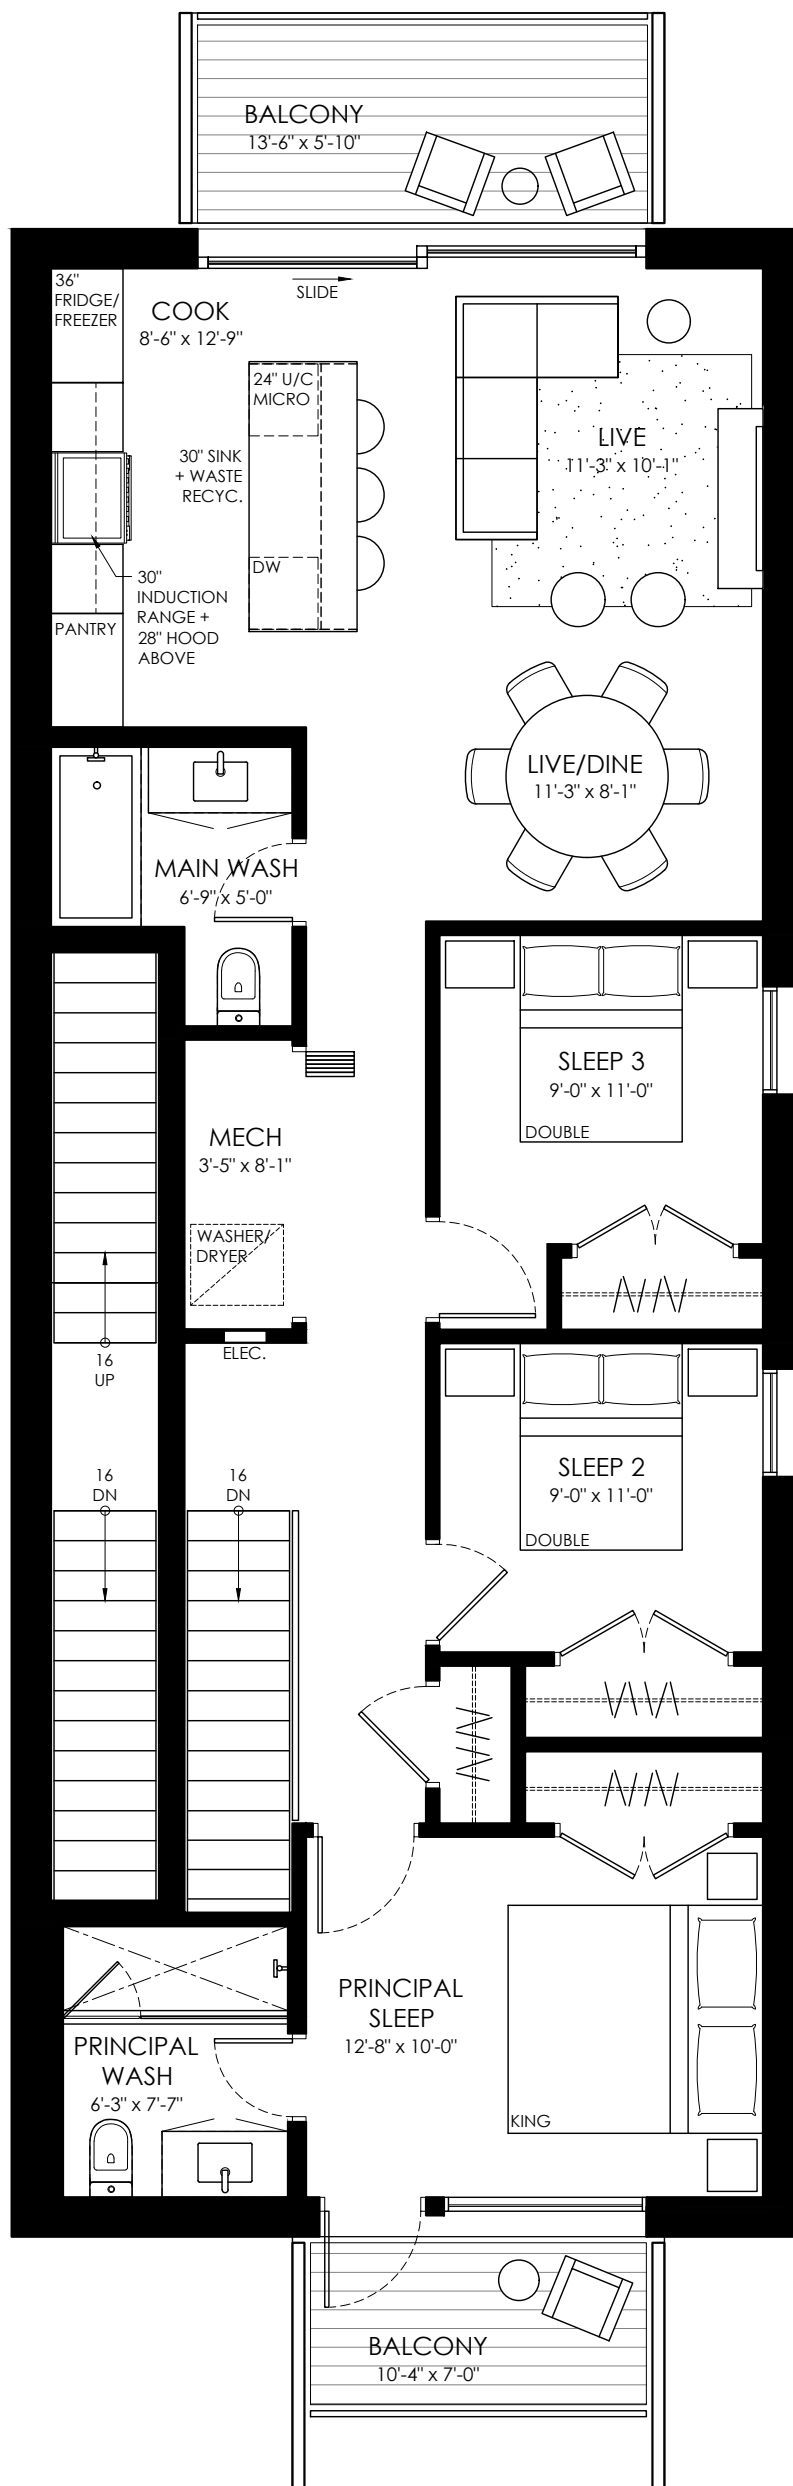 BALCONY
13'-6" x 5'-10"
SLIDE
36"
FRIDGE/
FREEZER
COOK
8'-6" x 12'-9"
24" U/C
MICRO
30" SINK
+ WASTE
RECYC.
DW
LIVE
11'-3" x 10'-1"
30"
INDUCTION
RANGE +
28" HOOD
ABOVE
PANTRY
LIVE/DINE
11'-3" x 8'-1"
MAIN WASH
6'-9" x 5'-0"
SLEEP 3
9'-0" x 11'-0"
DOUBLE
MECH
3'-5" x 8'-1"
WASHER/
DRYER
ELEC.
16
UP
16
DN
16
DN
SLEEP 2
9'-0" x 11'-0"
DOUBLE
PRINCIPAL
SLEEP
12'-8" x 10'-0"
KING
PRINCIPAL
WASH
6'-3" x 7'-7"
BALCONY
10'-4" x 7'-0"